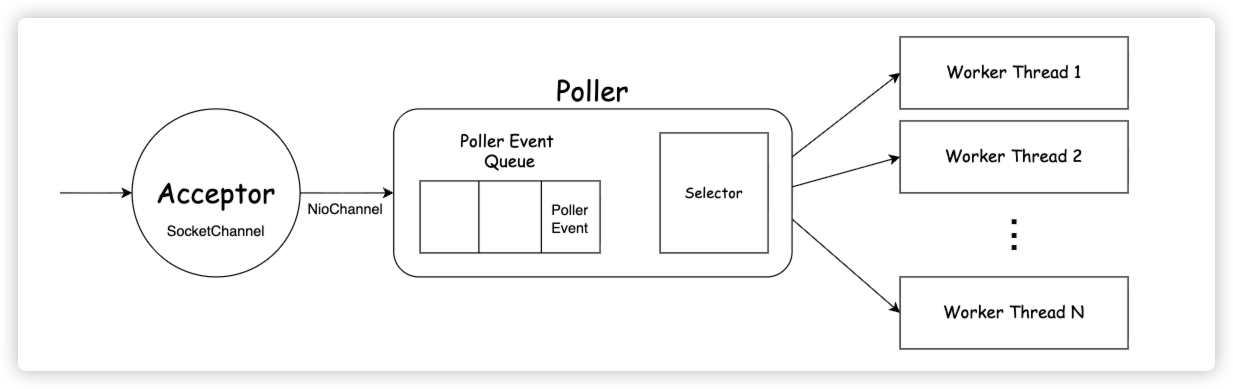 Acceptor
SocketChannel
NioChannel
Poller
Poller Event
Queue
Poller
Event
Selector
Worker Thread 1
Worker Thread 2
Worker Thread N